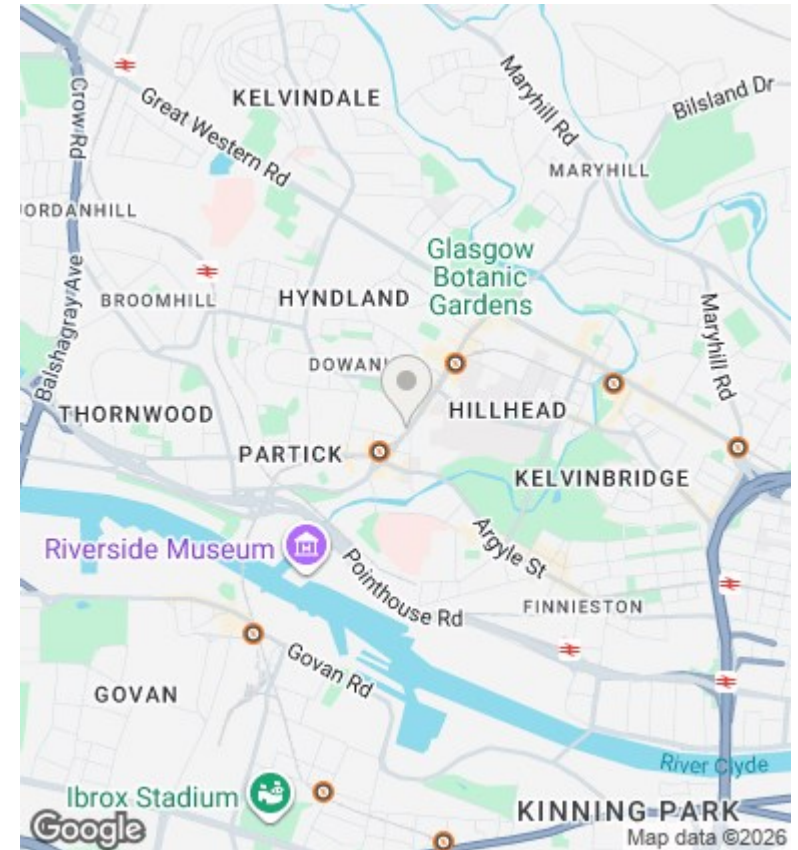 Crow Rd
KELVINDALE
Great Western Rd
Maryhill Rd
Bilsland Dr
MARYHILL
JORDANHILL
Glasgow
Botanic
Gardens
BROOMHILL
HYNDLAND
Maryhill Rd
Balshagray Ave
DOWAN
THORNWOOD
HILLHEAD
PARTICK
KELVINBRIDGE
Riverside Museum
Argyle St
Pointhouse Rd
FINNIESTON
Govan Rd
GOVAN
River Clyde
Ibrox Stadium
KINNING PARK
Google
Map data ©2026